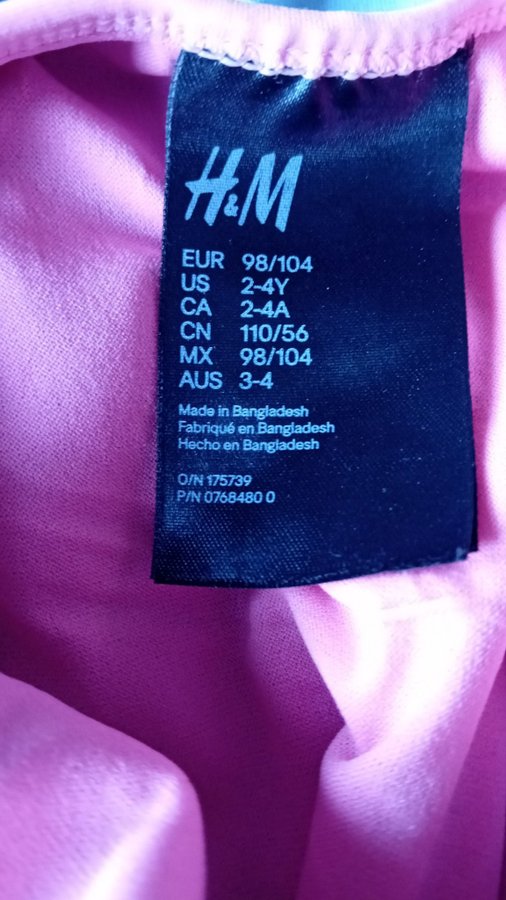 H&M
EUR 98/104
US 2-4Y
CA 2-4A
CN 110/56
MX 98/104
AUS 3-4
Made in Bangladesh
Fabriqué en Bangladesh
Hecho en Bangladesh
O/N 175739
P/N 0768480 0